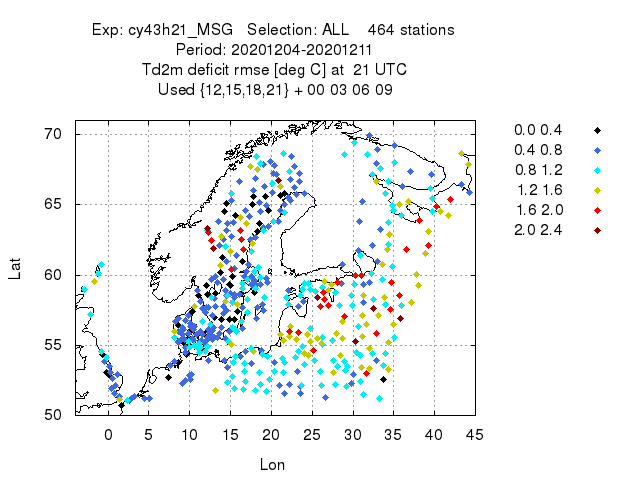 Exp: cy43h21_MSG   Selection: ALL    464 stations
Period: 20201204-20201211
Td2m deficit rmse [deg C] at  21 UTC
Used {12,15,18,21} + 00 03 06 09
0.0 0.4
0.4 0.8
0.8 1.2
1.2 1.6
1.6 2.0
2.0 2.4
70
65
60
55
50
Lat
0 5 10 15 20 25 30 35 40 45
Lon